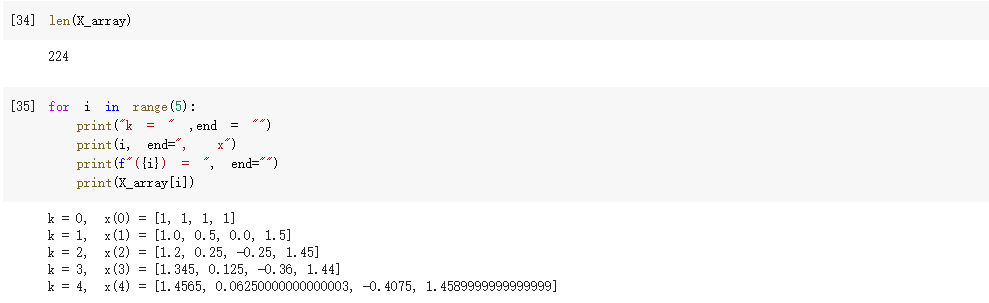 [34] len(X_array)
224
[35] for i in range(5):
print("k = " ,end = "")
print(i, end=", x")
print(f"({i}) = ", end="")
print(X_array[i])
k = 0, x(0) = [1, 1, 1, 1]
k = 1, x(1) = [1.0, 0.5, 0.0, 1.5]
k = 2, x(2) = [1.2, 0.25, -0.25, 1.45]
k = 3, x(3) = [1.345, 0.125, -0.36, 1.44]
k = 4, x(4) = [1.4565, 0.06250000000000003, -0.4075, 1.4589999999999999]